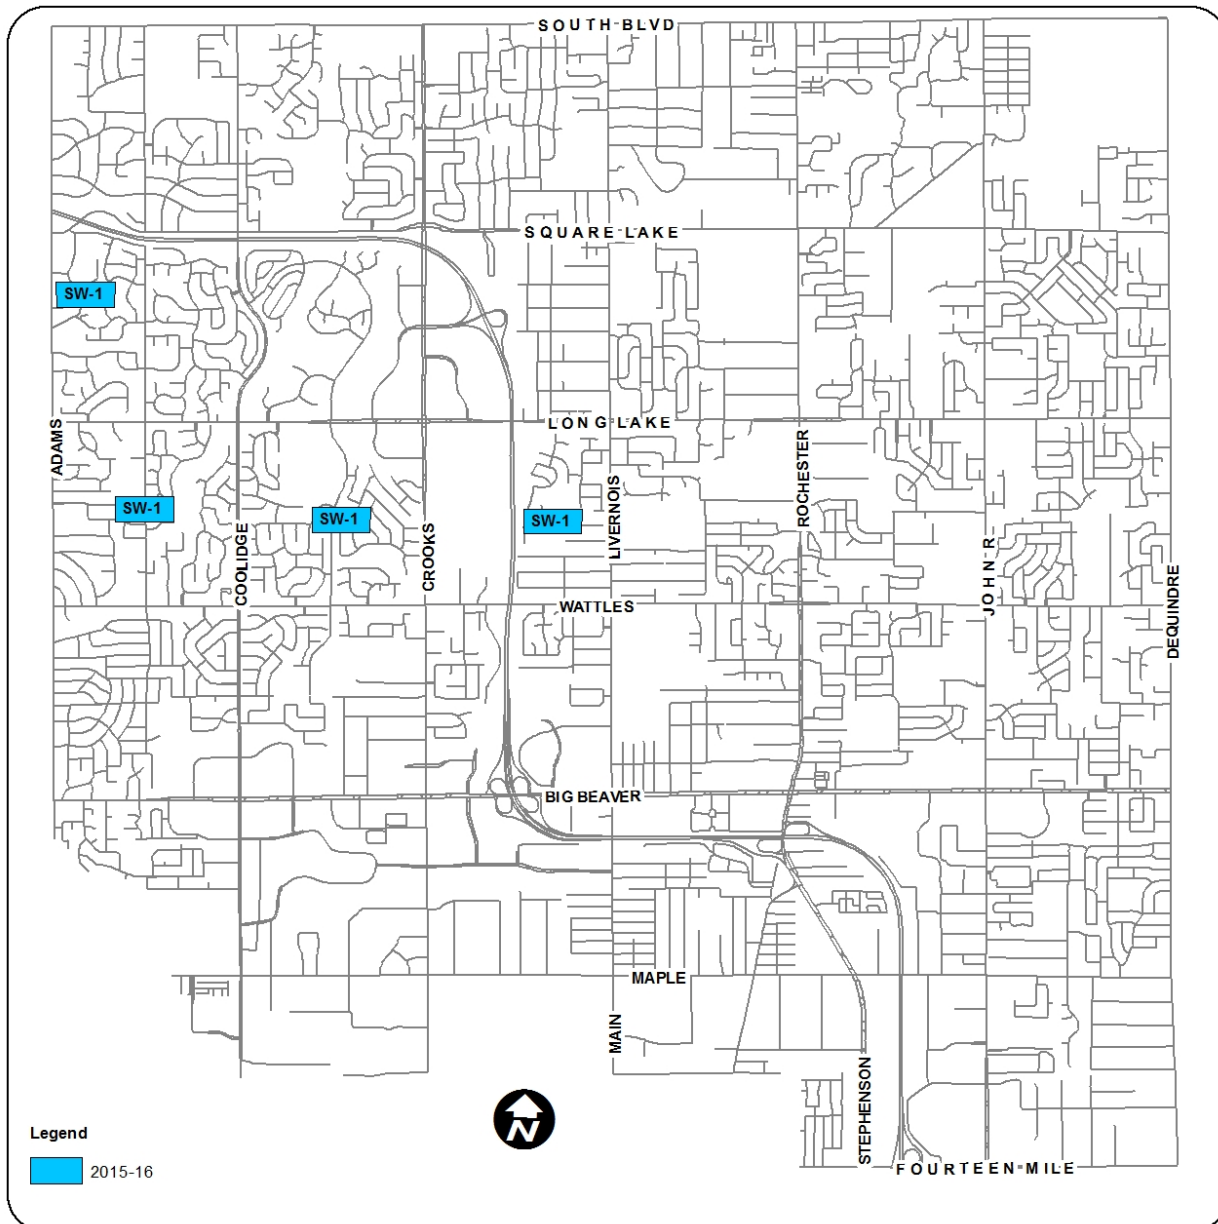 SOUTH BLVD
SQUARE LAKE
SW-1
LONG LAKE
ADAMS
ROCHESTER
SW-1
SW-1
SW-1
LIVERNOIS
COOLIDGE
CROOKS
JOHN R
WATTLES
DEQUINDRE
BIG BEAVER
MAPLE
MAIN
STEPHENSON
N
Legend
2015-16
FOURTEEN MILE